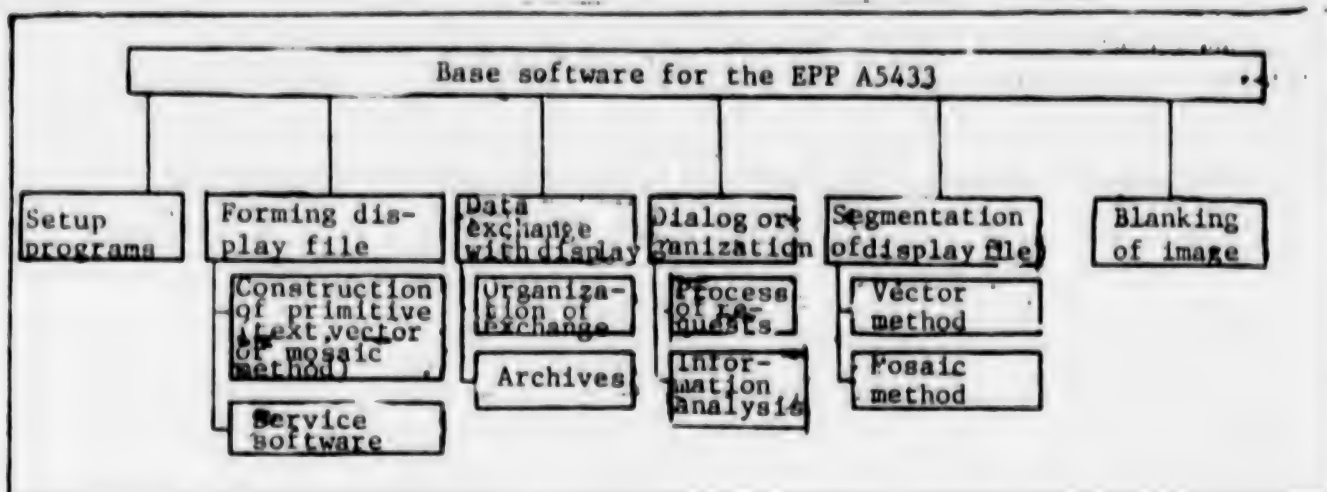 Base software for the EPP A5433
Setup
programs
Forming dis-
play file
Data
exchange
with display
Dialog or-
ganization
Segmentation
of display file
Blanking
of image
Construction
of primitive
(text, vector
or mosaic
method)
Organiza-
tion of
exchange
Process
of re-
quests
Vector
method
Archives
Infor-
mation
analysis
Posaic
method
Service
software